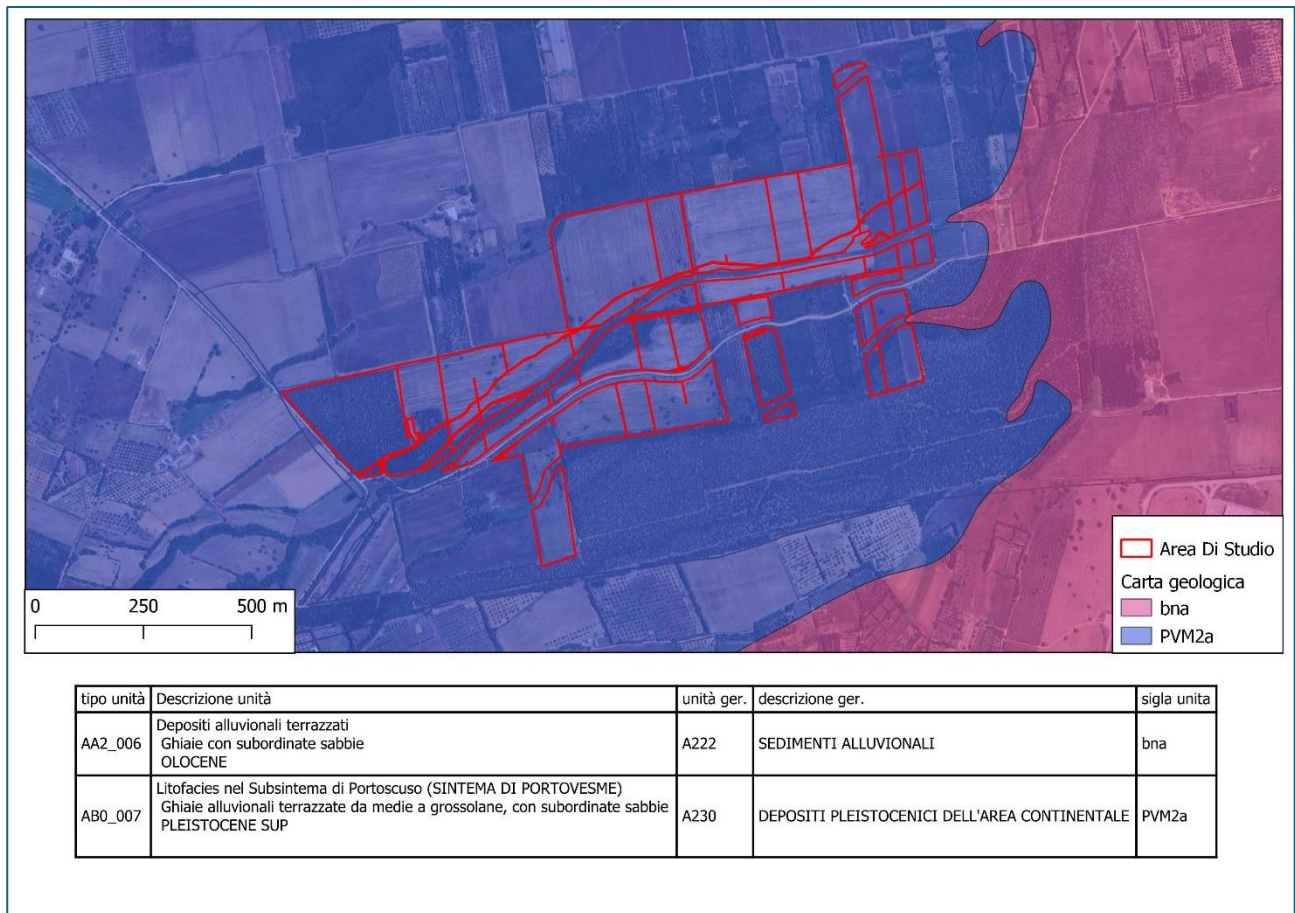 Area Di Studio
Carta geologica
bna
PVM2a
0 250 500 m
tipo unità Descrizione unità unità ger. descrizione ger. sigla unita
AA2_006 Depositi alluvionali terrazzati
Ghiaie con subordinate sabbie
OLOCENE
A222 SEDIMENTI ALLUVIONALI bna
AB0_007 Litofacies nel Subsintema di Portoscuso (SINTEMA DI PORTOVESME)
Ghiaie alluvionali terrazzate da medie a grossolane, con subordinate sabbie
PLEISTOCENE SUP
A230 DEPOSITI PLEISTOCENICI DELL'AREA CONTINENTALE PVM2a